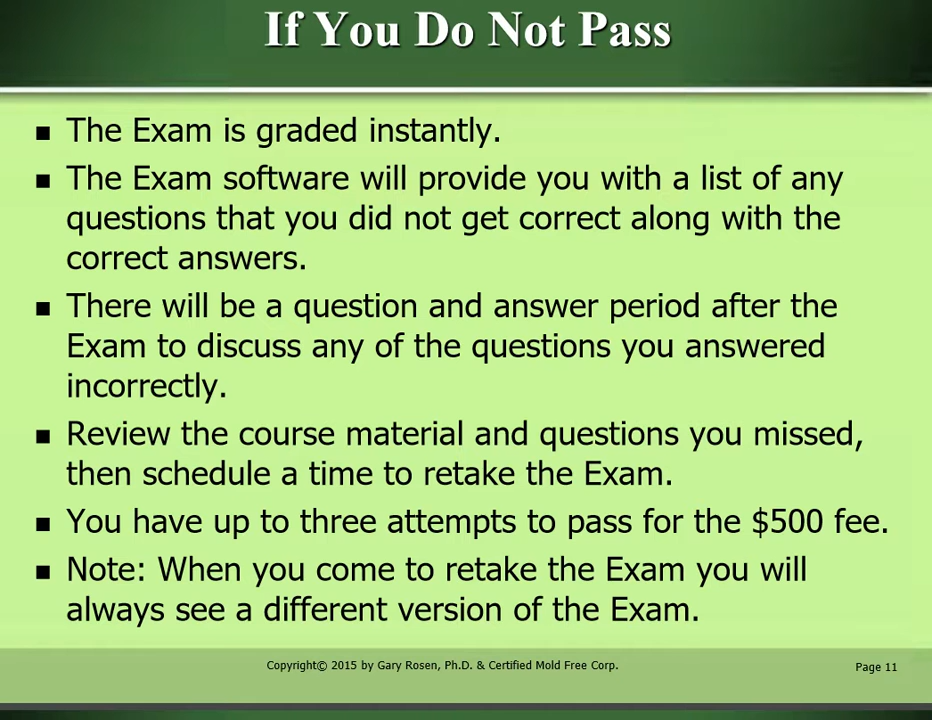 If You Do Not Pass
■ The Exam is graded instantly.
■ The Exam software will provide you with a list of any
questions that you did not get correct along with the
correct answers.
■ There will be a question and answer period after the
Exam to discuss any of the questions you answered
incorrectly.
■ Review the course material and questions you missed,
then schedule a time to retake the Exam.
■ You have up to three attempts to pass for the $500 fee.
■ Note: When you come to retake the Exam you will
always see a different version of the Exam.
Copyright© 2015 by Gary Rosen, Ph.D. & Certified Mold Free Corp.
Page 11